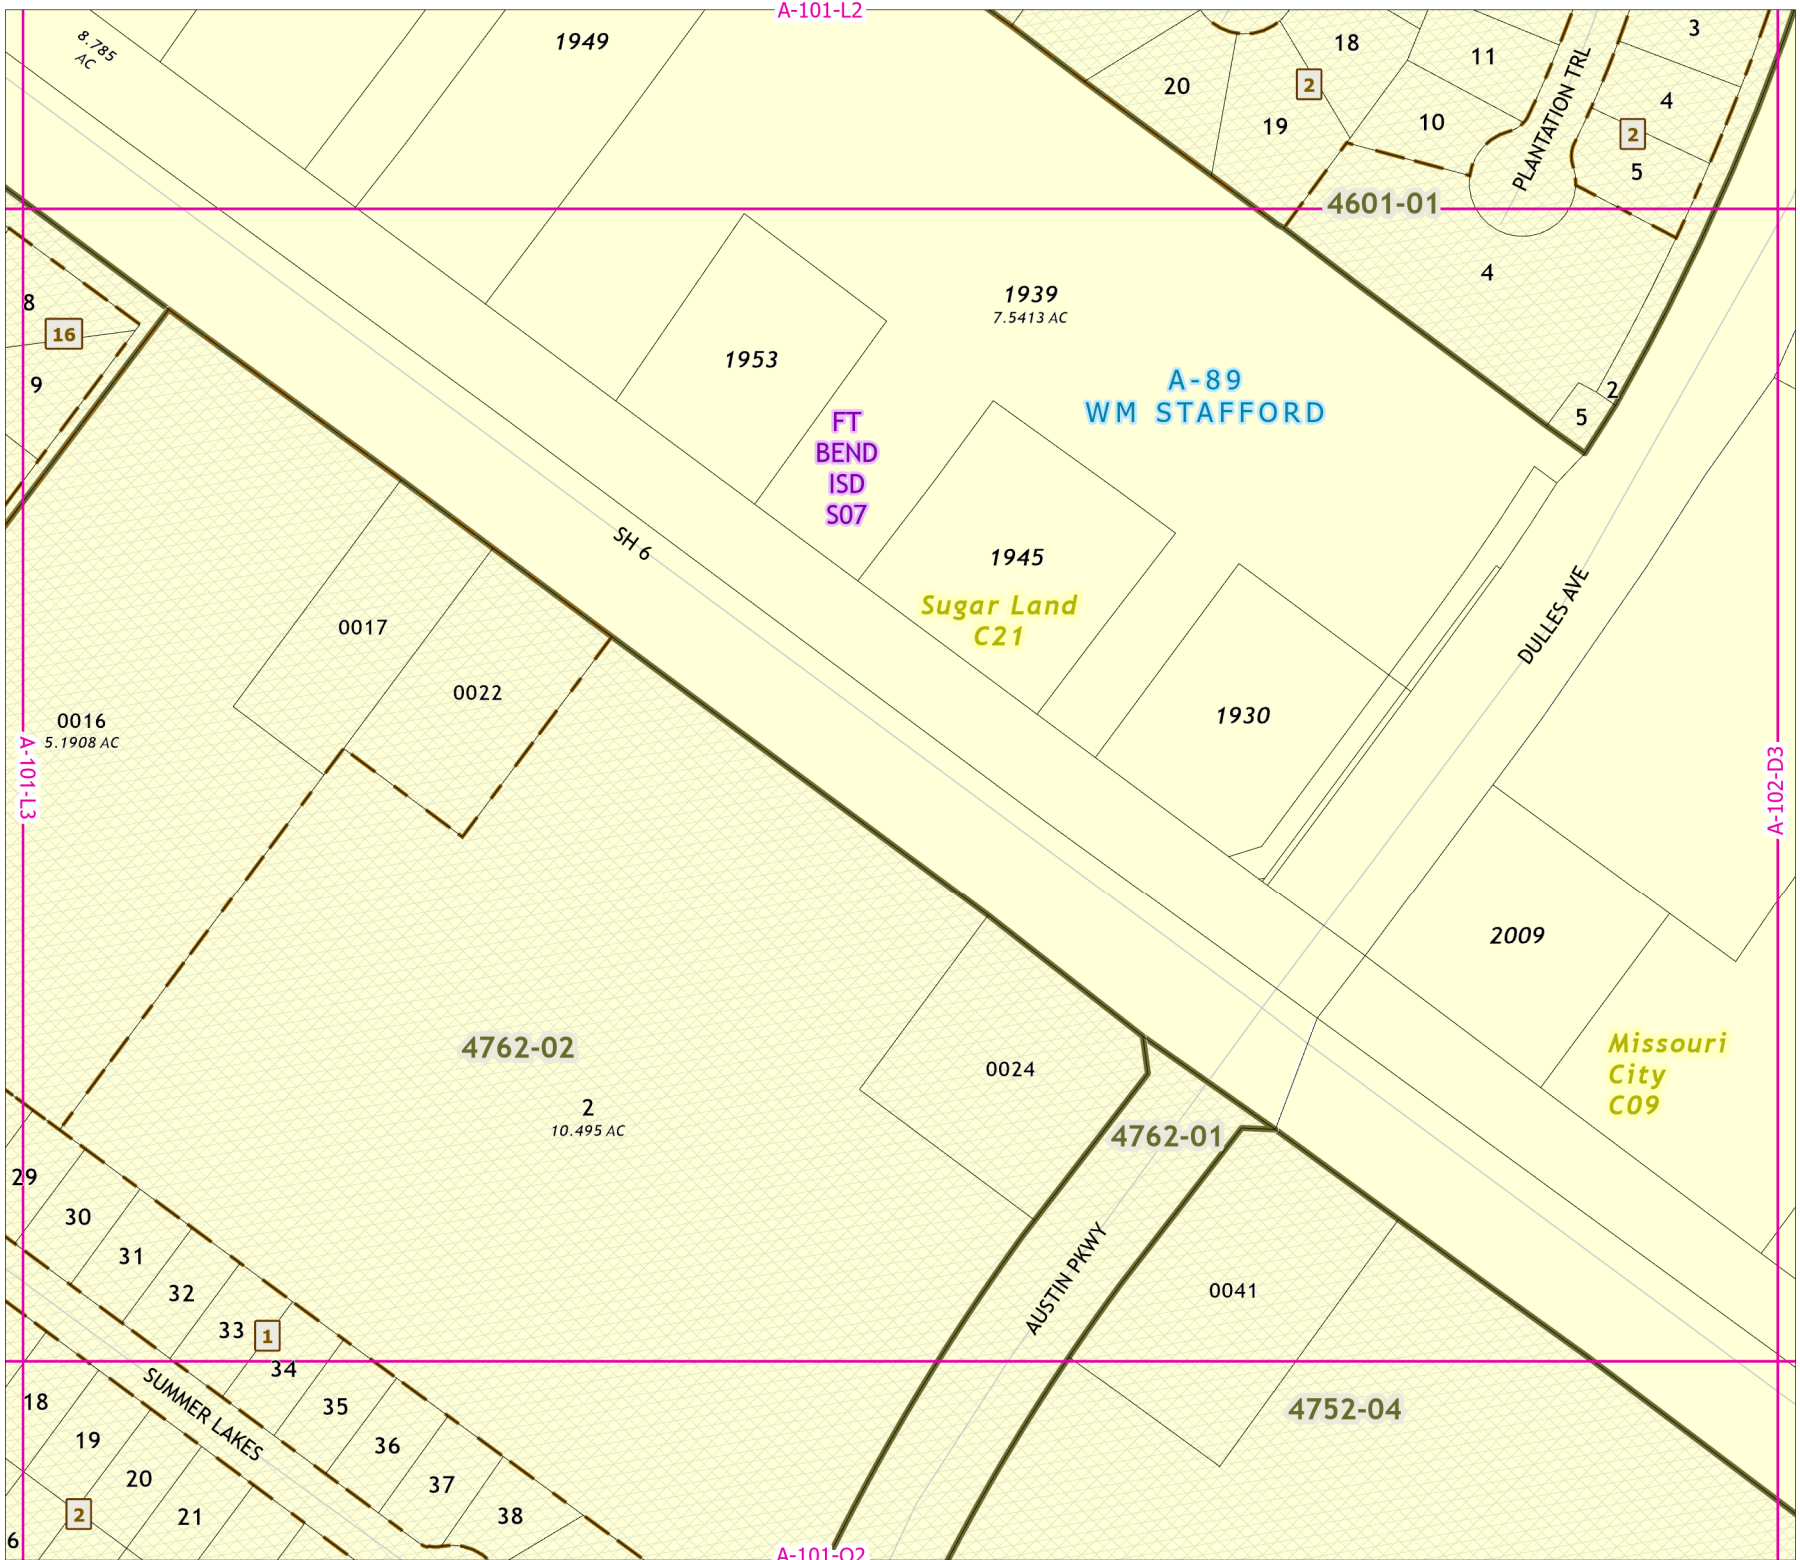 A-101-L2
8.785
AC
1949
18
11
3
20
2
4
19
10
2
PLANTATION TRL
5
4601-01
4
8
16
9
1939
7.5413 AC
1953
A-89
WM STAFFORD
2
5
FT
BEND
ISD
S07
SH 6
1945
Sugar Land
C21
DULLES AVE
0017
0022
0016
5.1908 AC
1930
A-101-L3
A-102-D3
2009
4762-02
0024
Missouri
City
C09
2
10.495 AC
4762-01
29
30
31
32
33
1
34
AUSTIN PKWY
0041
4752-04
18
SUMMER LAKES
35
19
36
20
37
2
21
38
6
A-101-O2